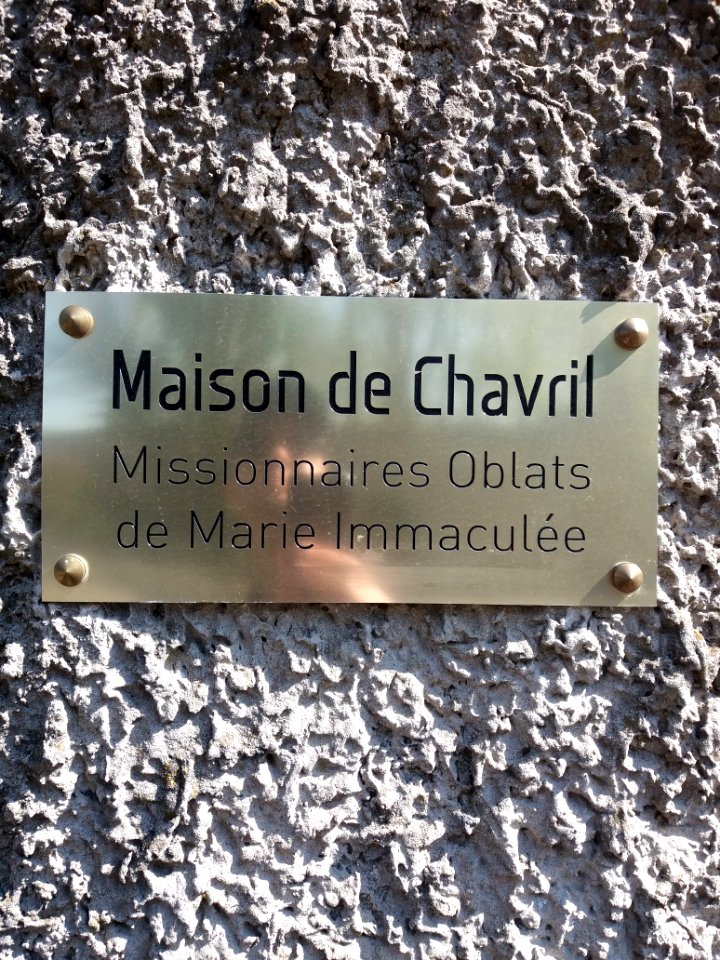 Maison de Chavril
Missionnaires Oblats
de Marie Immaculée